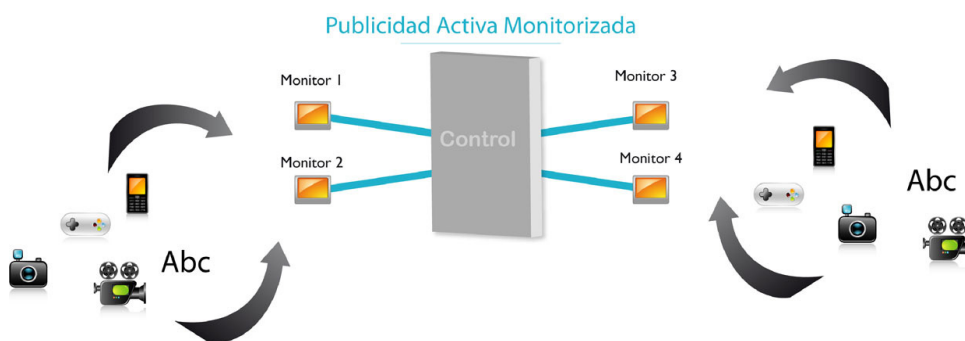 Publicidad Activa Monitorizada
Monitor 1
Monitor 3
Control
Monitor 2
Monitor 4
Abc
Abc